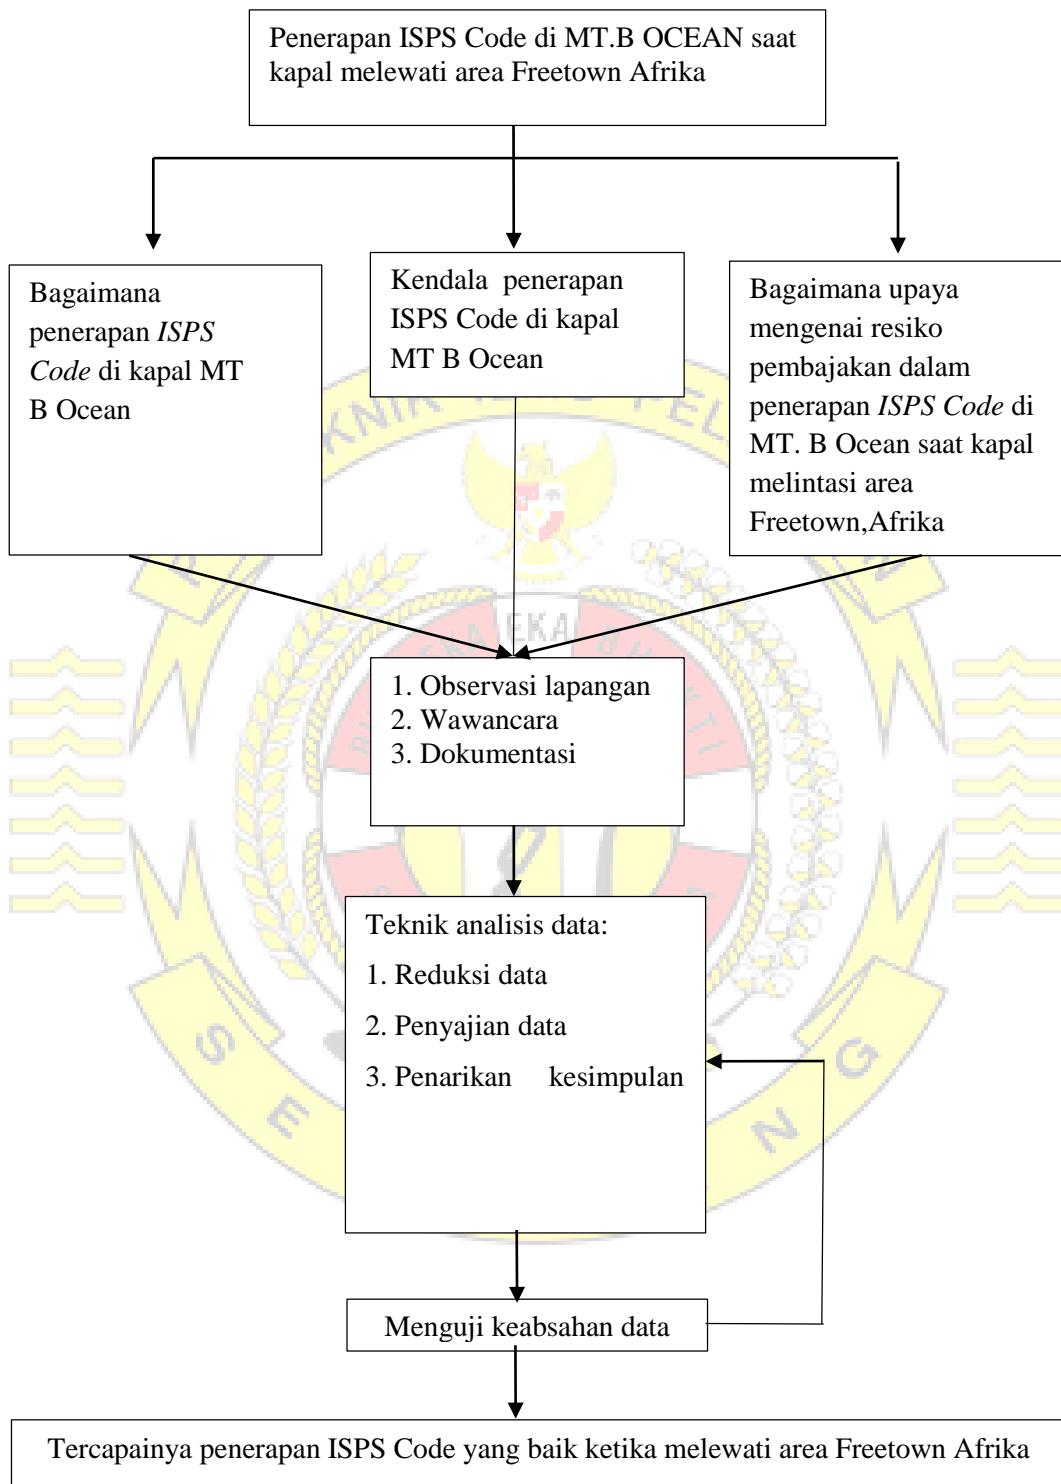 Penerapan ISPS Code di MT.B OCEAN saat
kapal melewati area Freetown Afrika
Bagaimana
penerapan ISPS
Code di kapal MT
B Ocean
Kendala penerapan
ISPS Code di kapal
MT B Ocean
Bagaimana upaya
mengenai resiko
pembajakan dalam
penerapan ISPS Code di
MT. B Ocean saat kapal
melintasi area
Freetown,Afrika
1. Observasi lapangan
2. Wawancara
3. Dokumentasi
Teknik analisis data:
1. Reduksi data
2. Penyajian data
3. Penarikan kesimpulan
Menguji keabsahan data
Tercapainya penerapan ISPS Code yang baik ketika melewati area Freetown Afrika